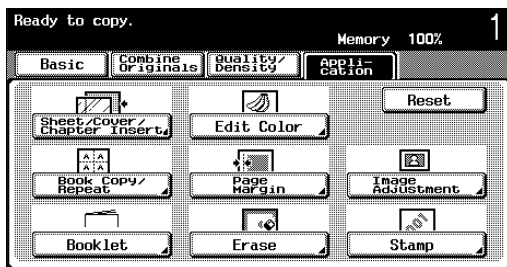 Ready to copy.
1
Memory 100%
Basic
Combine
Originals
Quality/
Density
Appli-
cation
Sheet/Cover/
Chapter Insert
Edit Color
Reset
Book Copy/
Repeat
Page
Margin
Image
Adjustment
Booklet
Erase
Stamp